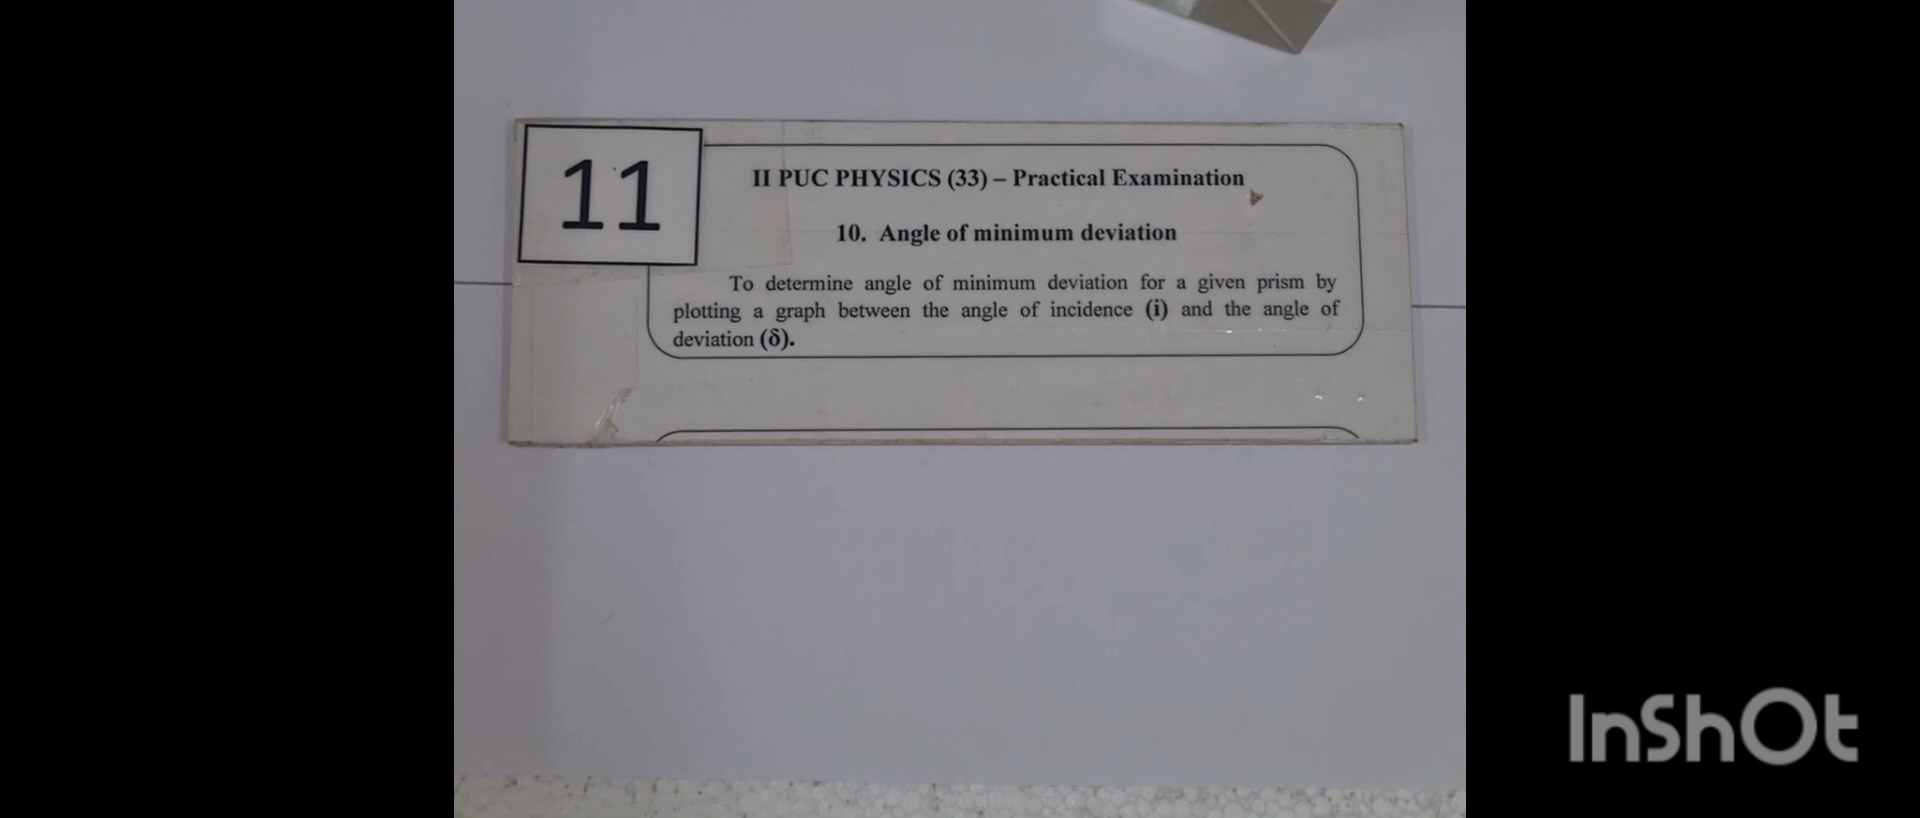 11
II PUC PHYSICS (33) – Practical Examination
10. Angle of minimum deviation
To determine angle of minimum deviation for a given prism by
plotting a graph between the angle of incidence (i) and the angle of
deviation (δ).
InShOt